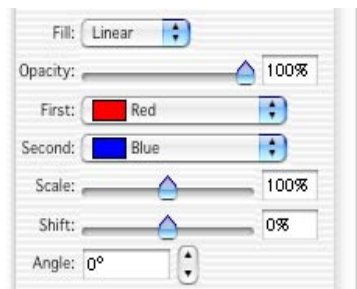 Fill: Linear
Opacity: 100%
First: Red
Second: Blue
Scale: 100%
Shift: 0%
Angle: 0°